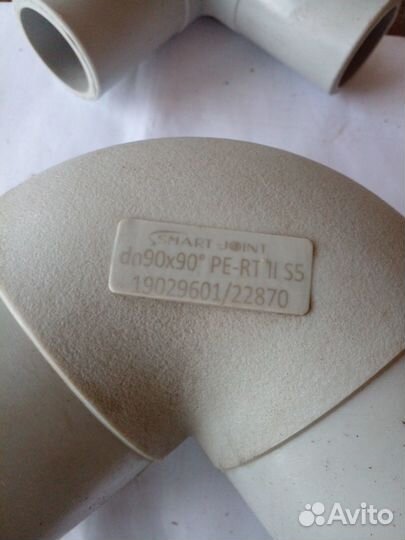 SMART JOINT
dn90x90° PE-RT II S5
19029601/22870
Avito